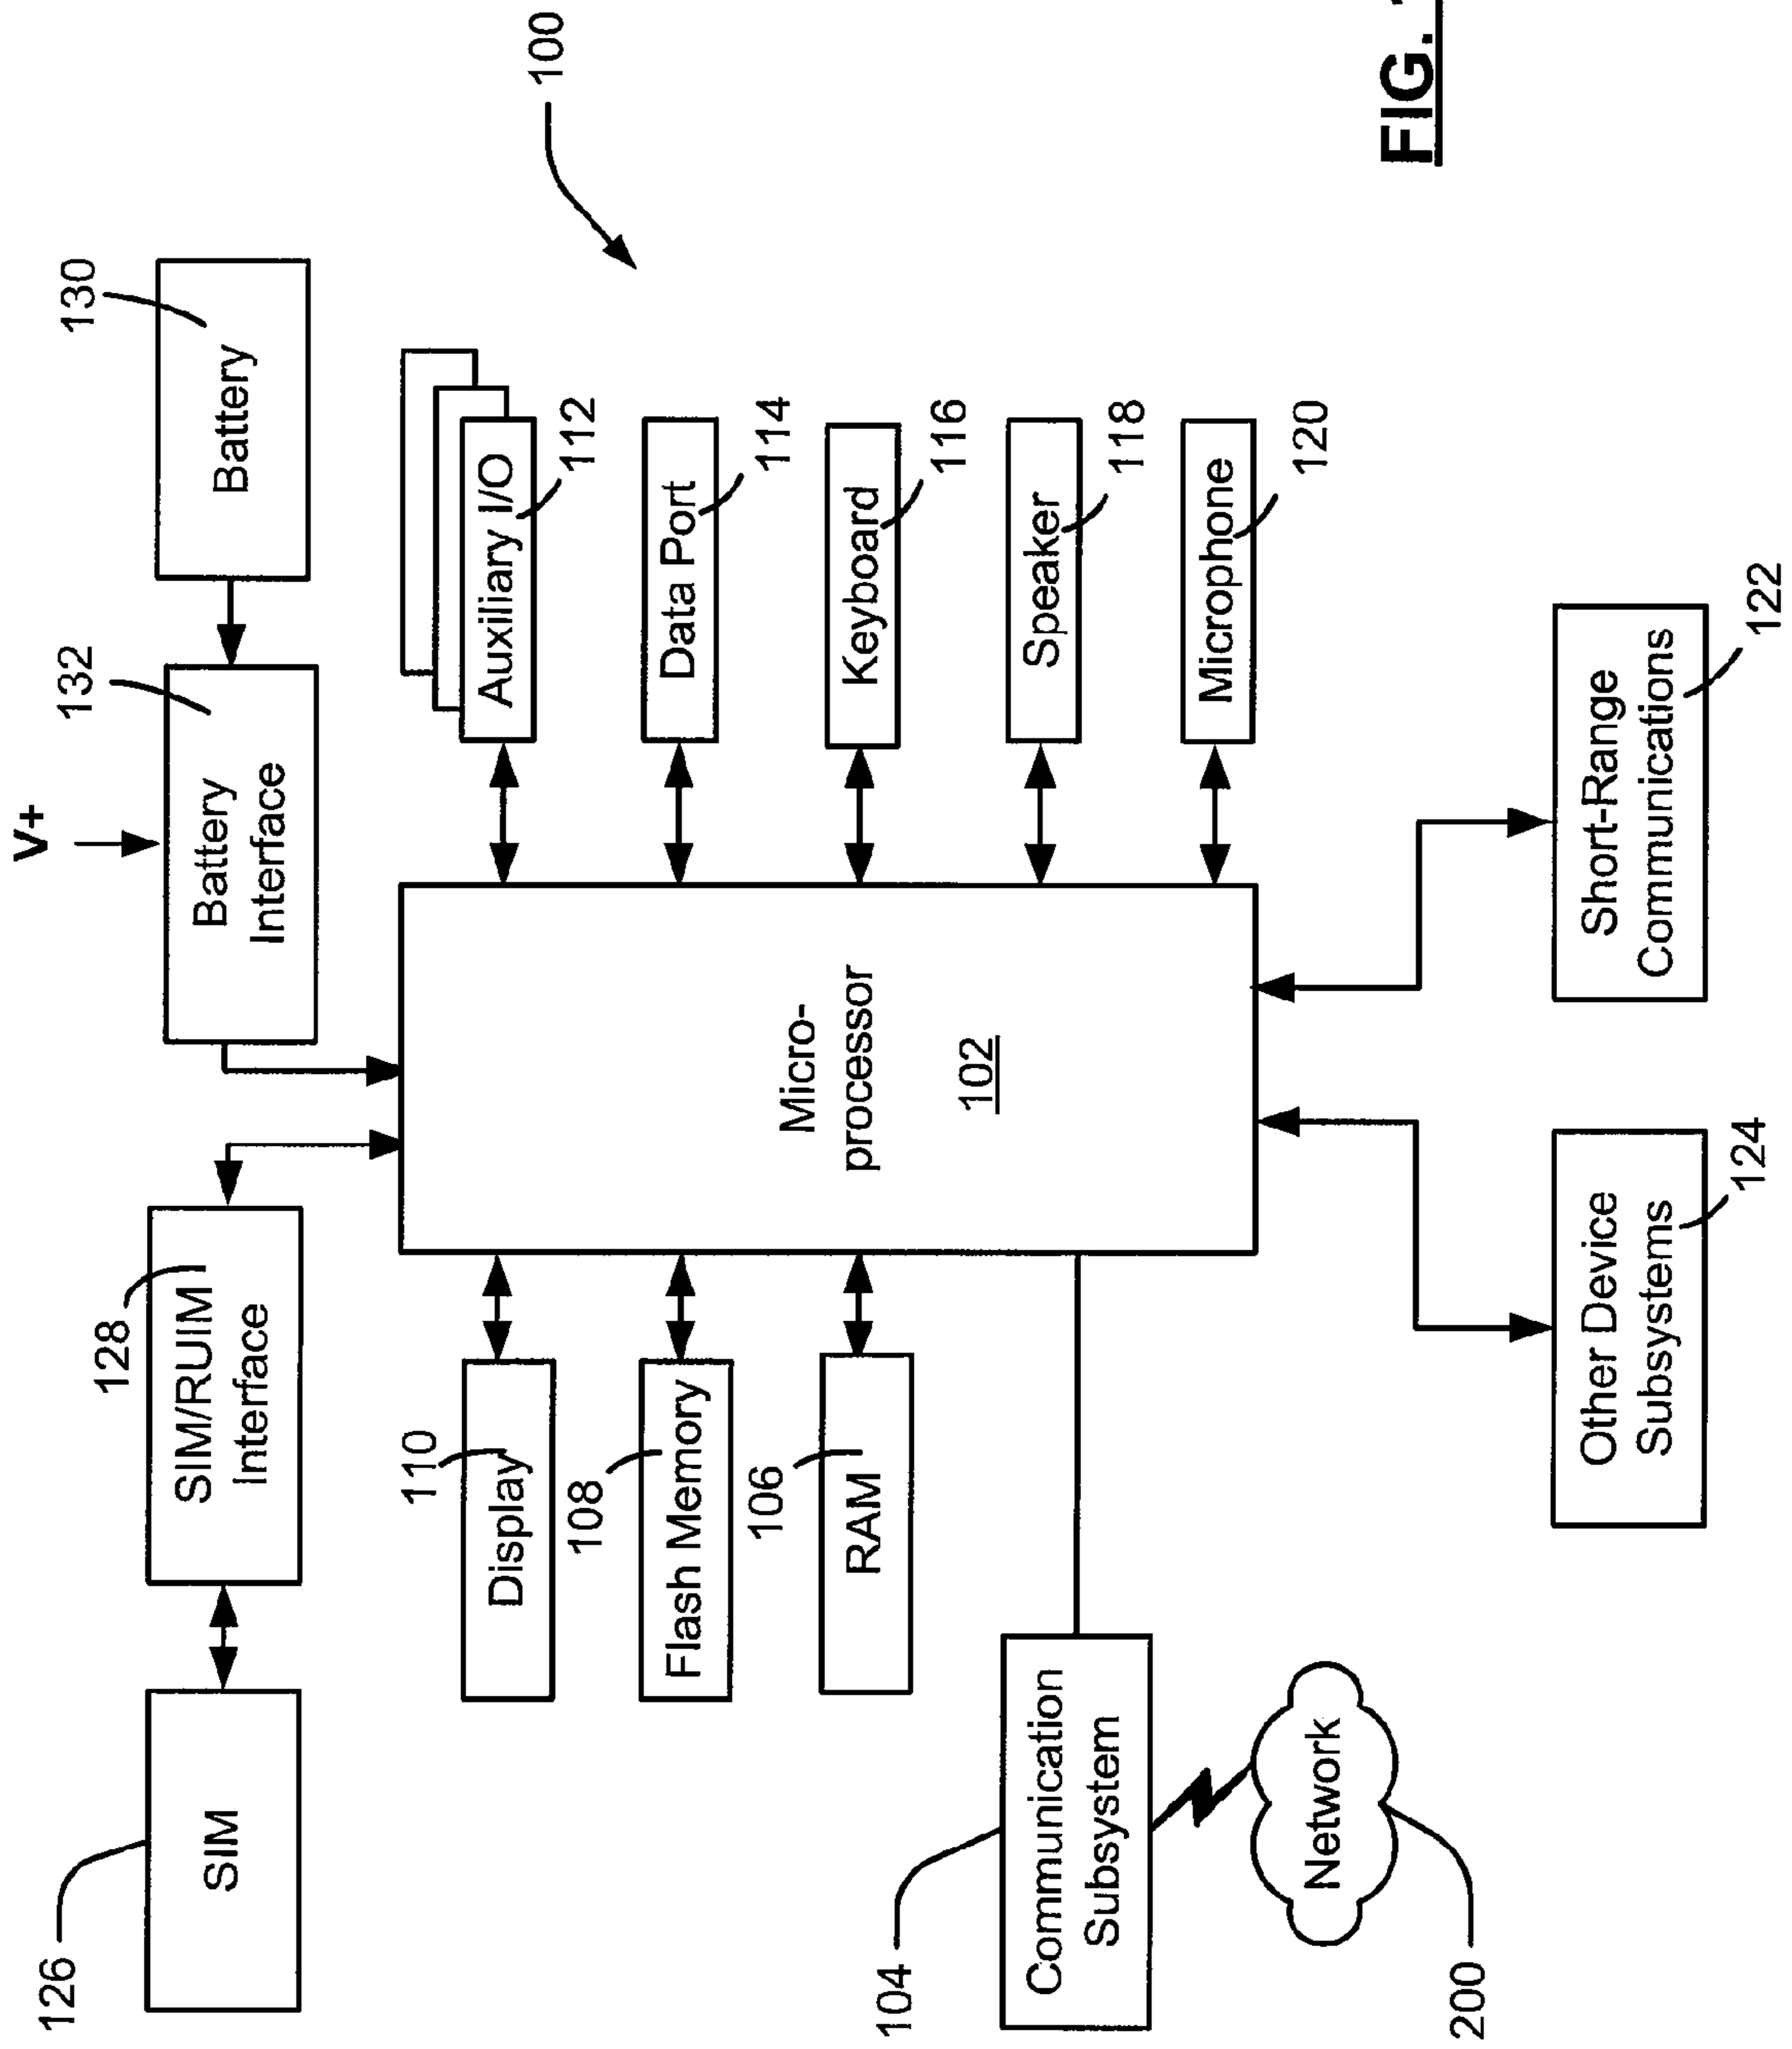 V+
126
SIM
128
SIM/RUIM
Interface
132
Battery
Interface
130
Battery
100
110
Display
108
Flash Memory
106
RAM
Micro-
processor
102
Auxiliary I/O
112
Data Port
114
Keyboard
116
Speaker
118
Microphone
120
104
Communication
Subsystem
Network
200
Other Device
Subsystems
124
Short-Range
Communications
122
FIG.